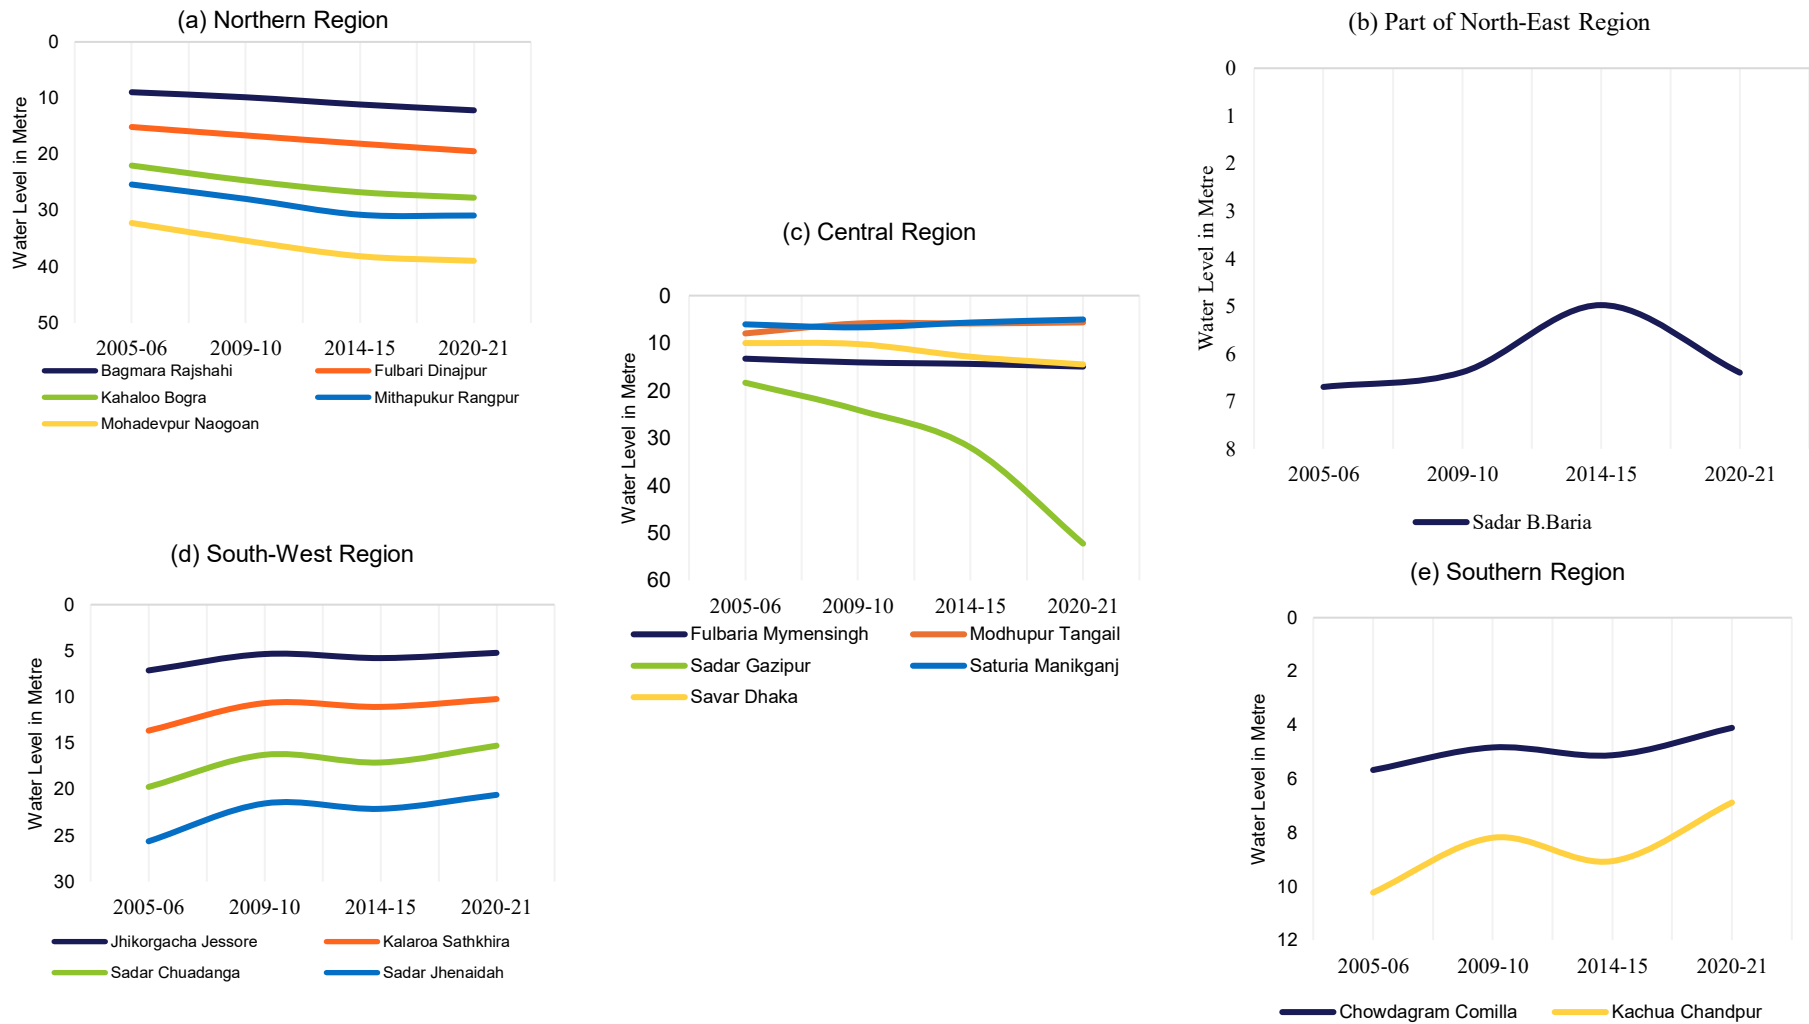 (a) Northern Region
Water Level in Metre
0
10
20
30
40
50
2005-06 2009-10 2014-15 2020-21
Bagmara Rajshahi Fulbari Dinajpur
Kahaloo Bogra Mithapukur Rangpur
Mohadevpur Naogoan
(b) Part of North-East Region
Water Level in Metre
0
1
2
3
4
5
6
7
8
2005-06 2009-10 2014-15 2020-21
Sadar B.Baria
(c) Central Region
Water Level in Metre
0
10
20
30
40
50
60
2005-06 2009-10 2014-15 2020-21
Fulbaria Mymensingh Modhupur Tangail
Sadar Gazipur Saturia Manikganj
Savar Dhaka
(d) South-West Region
Water Level in Metre
0
5
10
15
20
25
30
2005-06 2009-10 2014-15 2020-21
Jhikorgacha Jessore Kalaroa Sathkhira
Sadar Chuadanga Sadar Jhenaidah
(e) Southern Region
Water Level in Metre
0
2
4
6
8
10
12
2005-06 2009-10 2014-15 2020-21
Chowdagram Comilla Kachua Chandpur